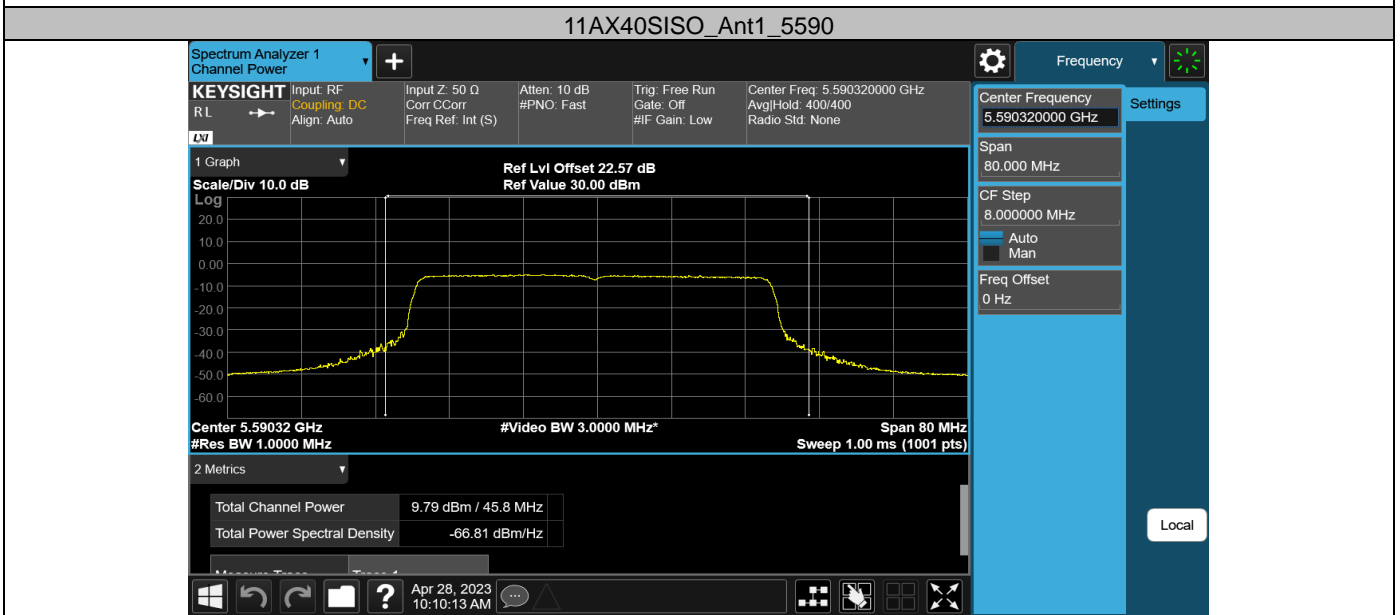 11AX40SISO_Ant1_5590
Spectrum Analyzer 1
Channel Power
Frequency
KEYSIGHT
R L
LXI
Input: RF
Coupling: DC
Align: Auto
Input Z: 50 Ω
Corr CCorr
Freq Ref: Int (S)
Atten: 10 dB
#PNO: Fast
Trig: Free Run
Gate: Off
#IF Gain: Low
Center Freq: 5.590320000 GHz
Avg|Hold: 400/400
Radio Std: None
Center Frequency
5.590320000 GHz
Settings
Span
80.000 MHz
CF Step
8.000000 MHz
Auto
Man
Freq Offset
0 Hz
1 Graph
Scale/Div 10.0 dB
Ref Lvl Offset 22.57 dB
Ref Value 30.00 dBm
Log
20.0
10.0
0.00
-10.0
-20.0
-30.0
-40.0
-50.0
-60.0
Center 5.59032 GHz
#Res BW 1.0000 MHz
#Video BW 3.0000 MHz*
Span 80 MHz
Sweep 1.00 ms (1001 pts)
2 Metrics
Total Channel Power 9.79 dBm / 45.8 MHz
Total Power Spectral Density -66.81 dBm/Hz
Local
?
Apr 28, 2023
10:10:13 AM